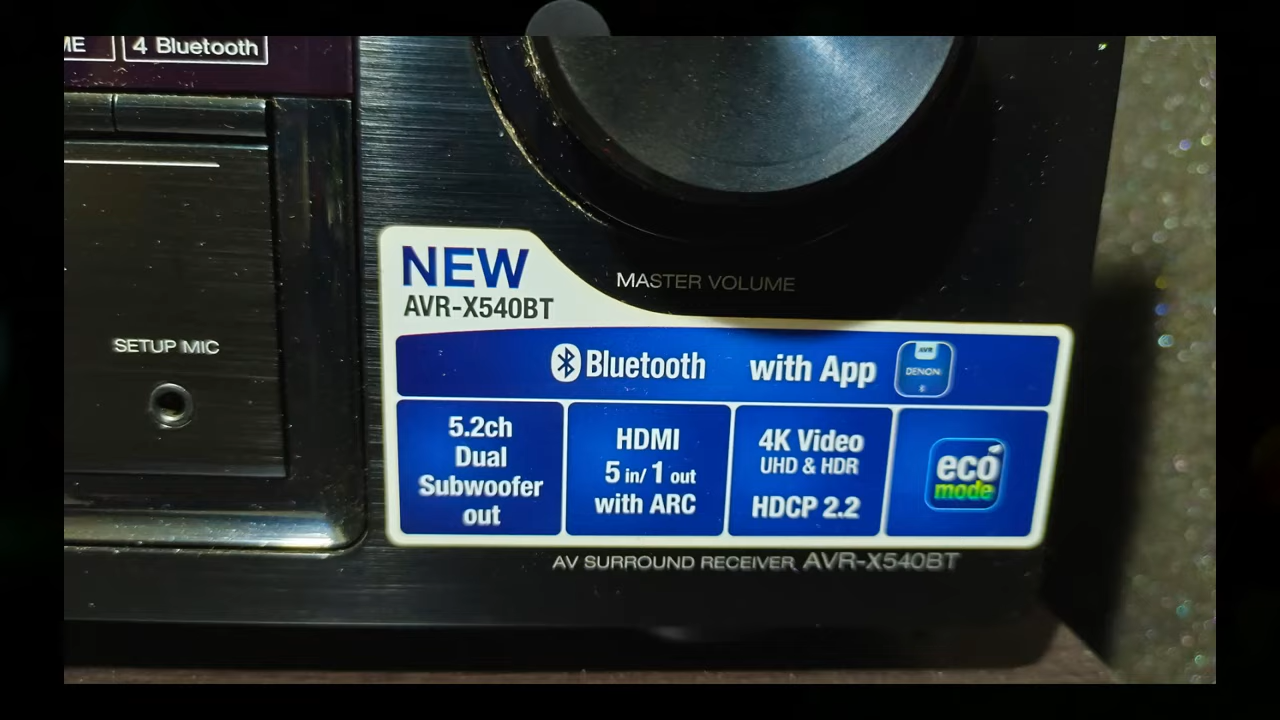 4 Bluetooth
NEW
AVR-X540BT
MASTER VOLUME
SETUP MIC
Bluetooth with App
AVR
DENON
5.2ch
Dual
Subwoofer
out
HDMI
5 in/ 1 out
with ARC
4K Video
UHD & HDR
HDCP 2.2
eco
mode
AV SURROUND RECEIVER AVR-X540BT